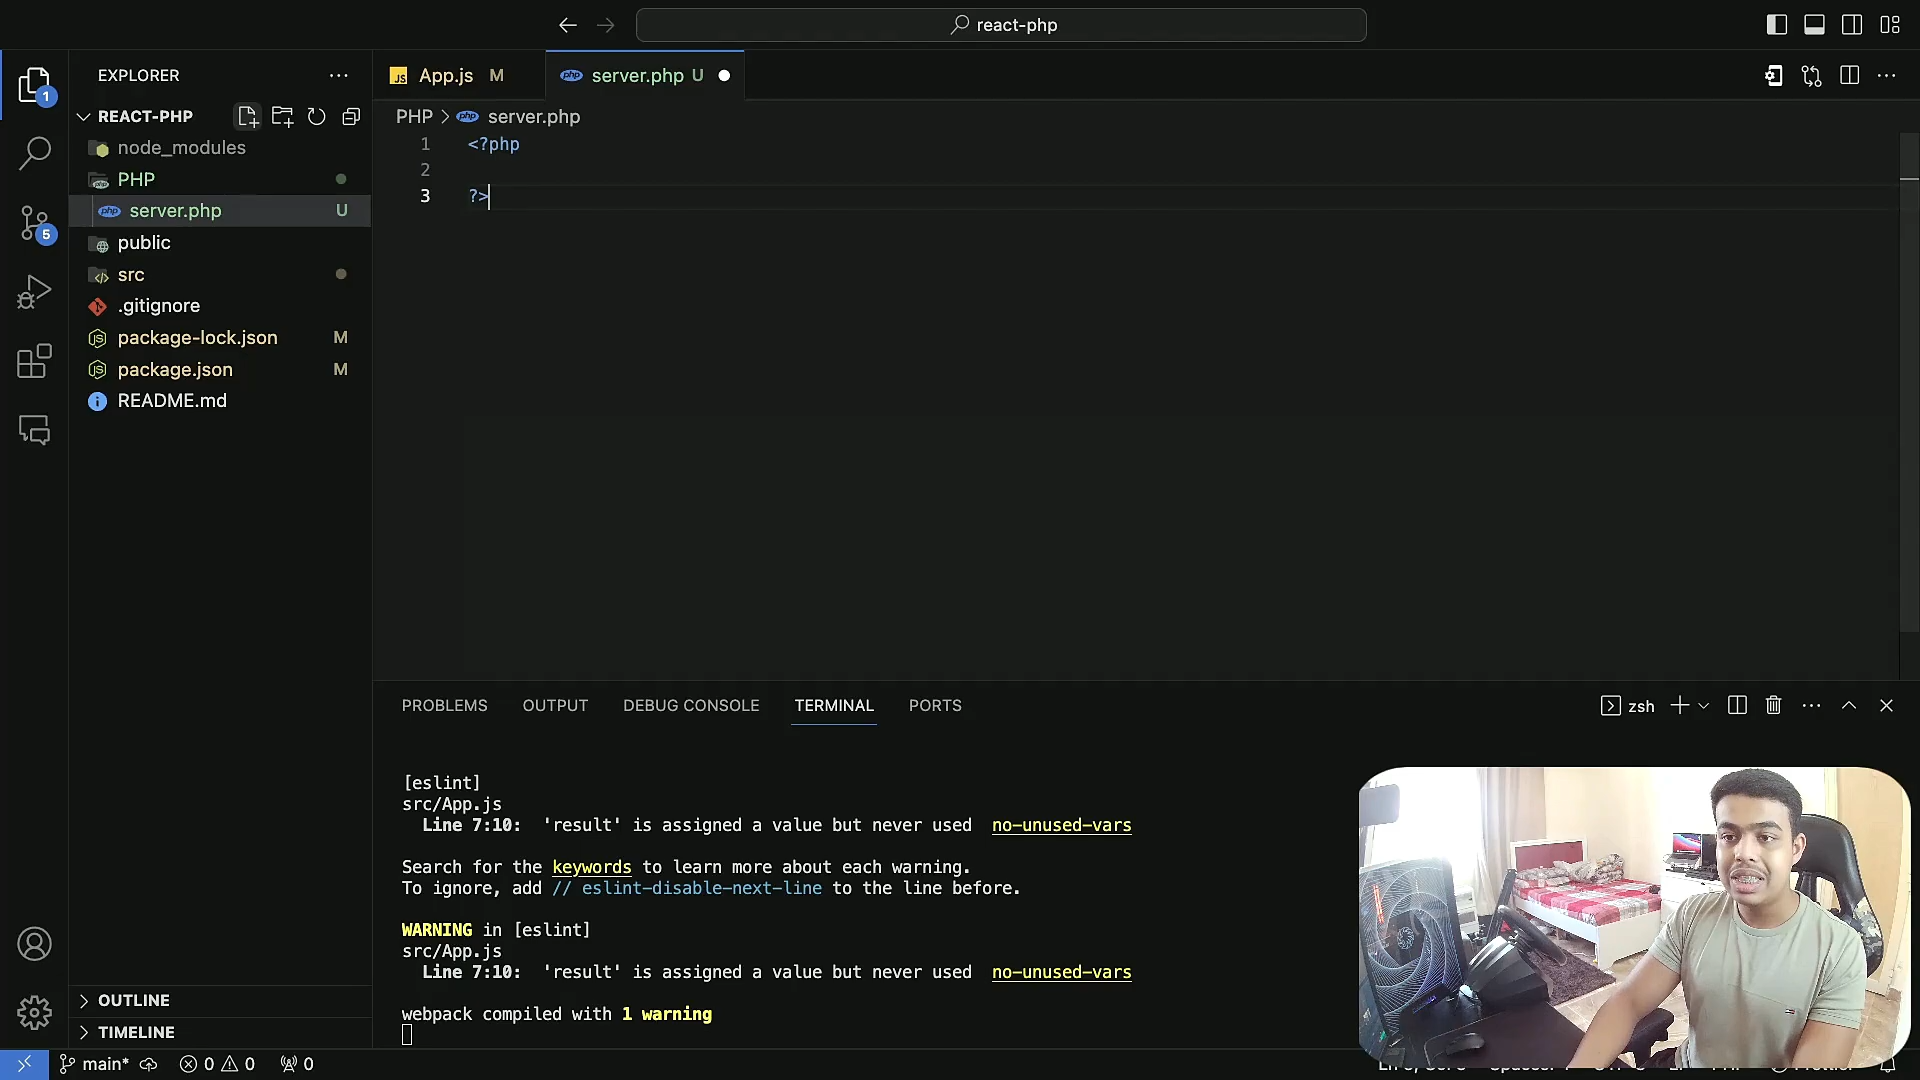 react-php
EXPLORER
App.js M
server.php U
REACT-PHP
PHP > server.php
node_modules
PHP
server.php U
public
src
.gitignore
package-lock.json M
package.json M
README.md
1 <?php
2
3 ?>
1
5
PROBLEMS OUTPUT DEBUG CONSOLE TERMINAL PORTS
zsh
[eslint]
src/App.js
Line 7:10: 'result' is assigned a value but never used no-unused-vars
Search for the keywords to learn more about each warning.
To ignore, add // eslint-disable-next-line to the line before.
WARNING in [eslint]
src/App.js
Line 7:10: 'result' is assigned a value but never used no-unused-vars
webpack compiled with 1 warning
OUTLINE
TIMELINE
main* 0 0 0